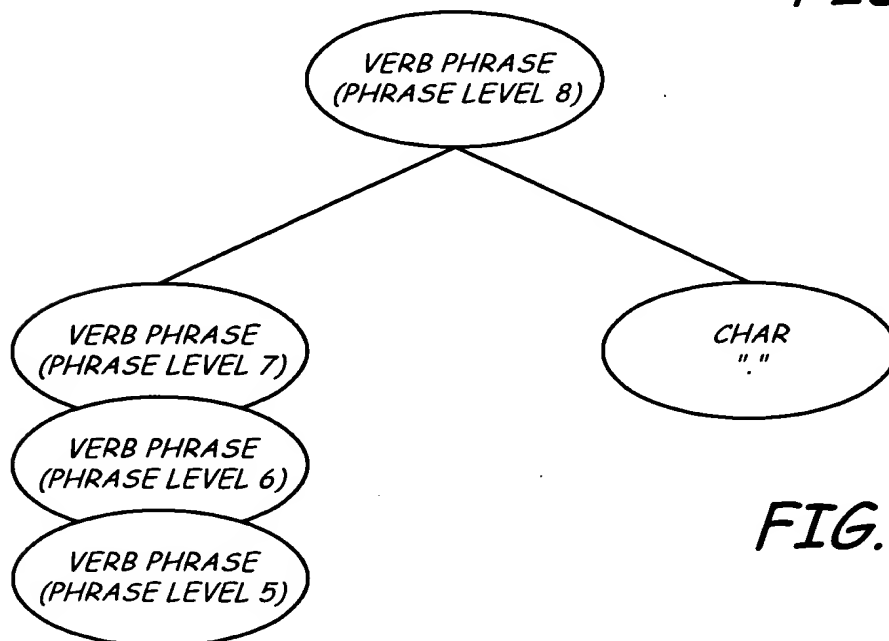 VERB PHRASE
(PHRASE LEVEL 8)
VERB PHRASE
(PHRASE LEVEL 7)
CHAR
"."
VERB PHRASE
(PHRASE LEVEL 6)
VERB PHRASE
(PHRASE LEVEL 5)
FIG.